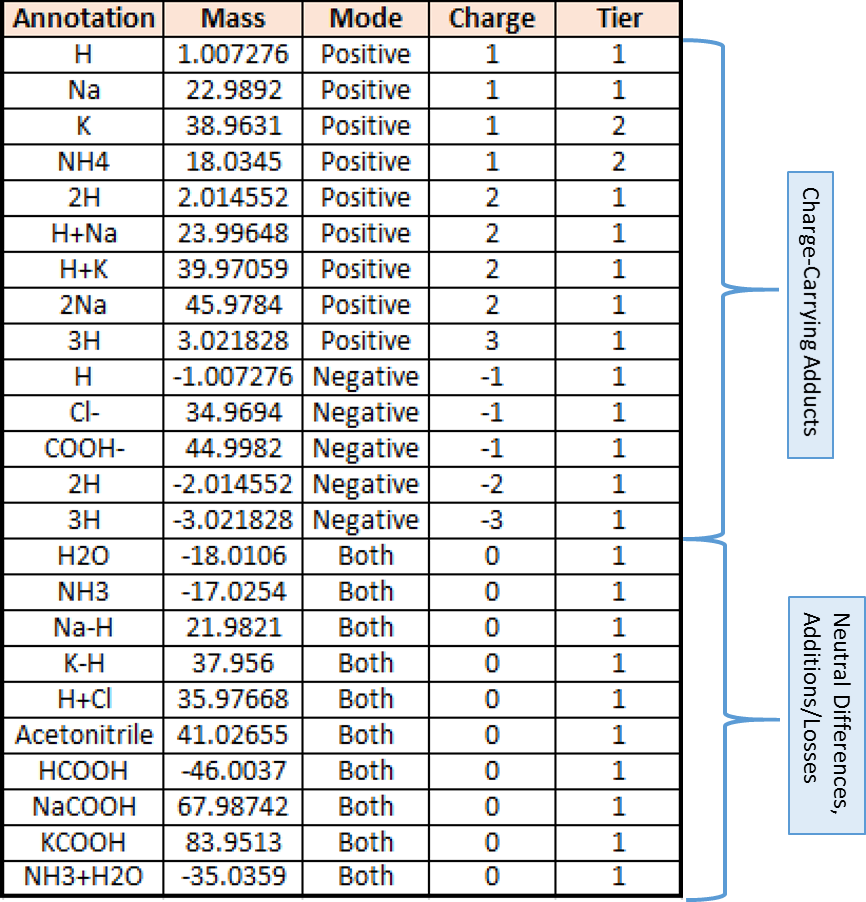 Annotation Mass Mode Charge Tier
H 1.007276 Positive 1 1
Na 22.9892 Positive 1 1
K 38.9631 Positive 1 2
NH4 18.0345 Positive 1 2
2H 2.014552 Positive 2 1
H+Na 23.99648 Positive 2 1
H+K 39.97059 Positive 2 1
2Na 45.9784 Positive 2 1
3H 3.021828 Positive 3 1
H -1.007276 Negative -1 1
Cl- 34.9694 Negative -1 1
COOH- 44.9982 Negative -1 1
2H -2.014552 Negative -2 1
3H -3.021828 Negative -3 1
H2O -18.0106 Both 0 1
NH3 -17.0254 Both 0 1
Na-H 21.9821 Both 0 1
K-H 37.956 Both 0 1
H+Cl 35.97668 Both 0 1
Acetonitrile 41.02655 Both 0 1
HCOOH -46.0037 Both 0 1
NaCOOH 67.98742 Both 0 1
KCOOH 83.9513 Both 0 1
NH3+H2O -35.0359 Both 0 1
Charge-Carrying Adducts
Neutral Differences,
Additions/Losses